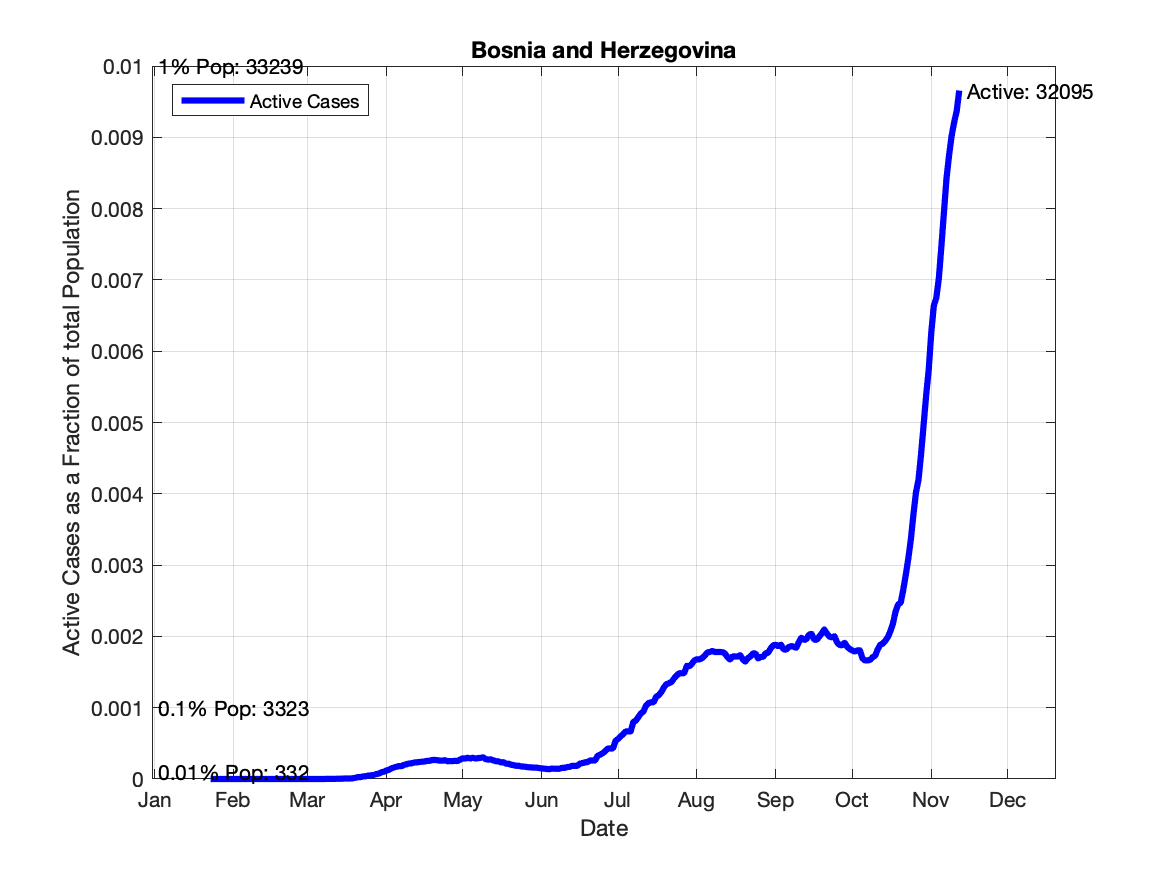 Bosnia and Herzegovina
0.01
1% Pop: 33239
Active Cases
Active: 32095
0.009
0.008
0.007
0.006
0.005
0.004
0.003
0.002
0.001
0.1% Pop: 3323
0
0.01% Pop: 332
Jan Feb Mar Apr May Jun Jul Aug Sep Oct Nov Dec
Date
Active Cases as a Fraction of total Population